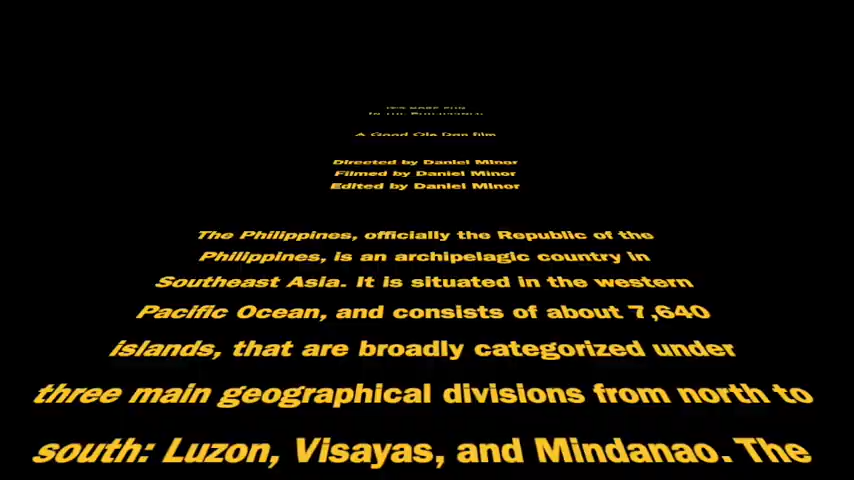 In the Philippines
A Good Ole Dan film
Directed by Daniel Minor
Filmed by Daniel Minor
Edited by Daniel Minor
The Philippines, officially the Republic of the
Philippines, is an archipelagic country in
Southeast Asia. It is situated in the western
Pacific Ocean, and consists of about 7,640
islands, that are broadly categorized under
three main geographical divisions from north to
south: Luzon, Visayas, and Mindanao. The